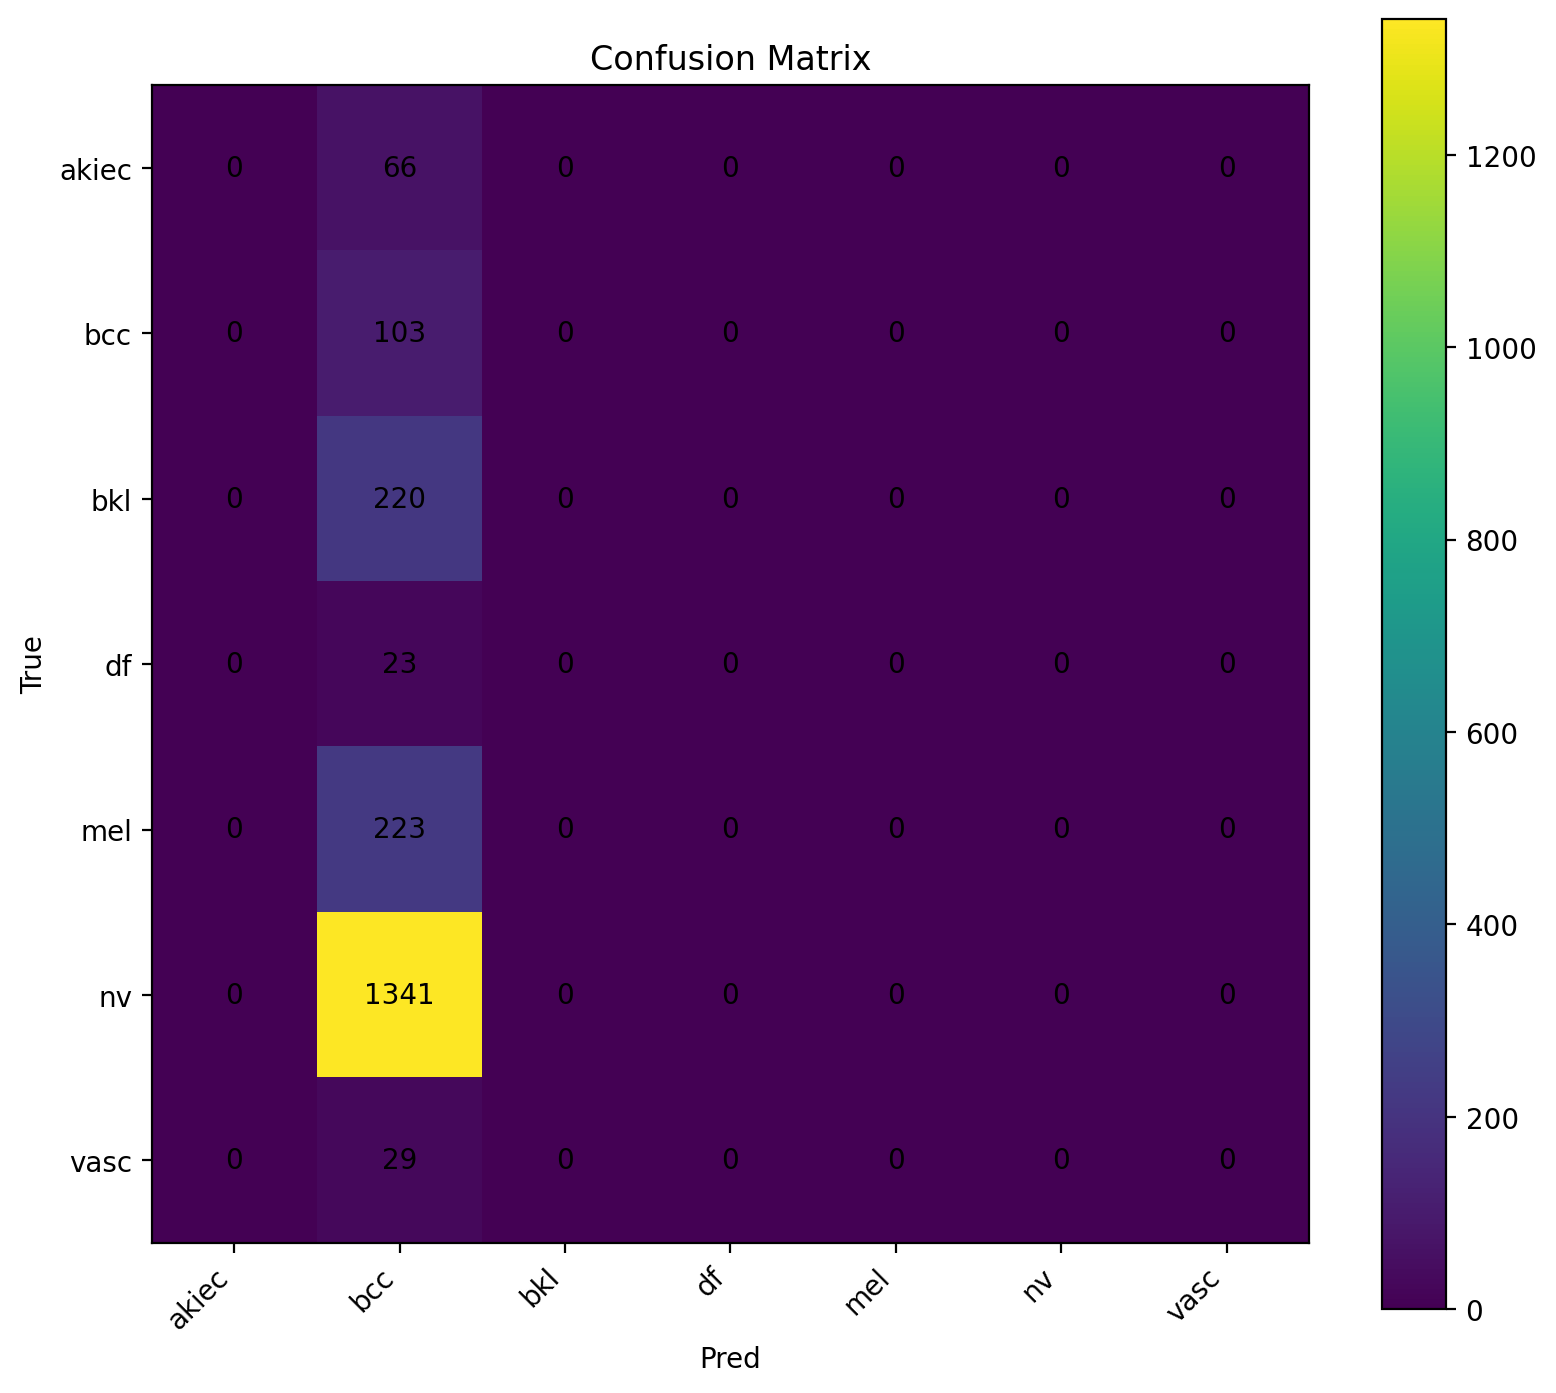 Confusion Matrix
akiec 0 66 0 0 0 0 0
bcc 0 103 0 0 0 0 0
bkl 0 220 0 0 0 0 0
df 0 23 0 0 0 0 0
mel 0 223 0 0 0 0 0
nv 0 1341 0 0 0 0 0
vasc 0 29 0 0 0 0 0
True
akiec bcc bkl df mel nv vasc
Pred
1200
1000
800
600
400
200
0